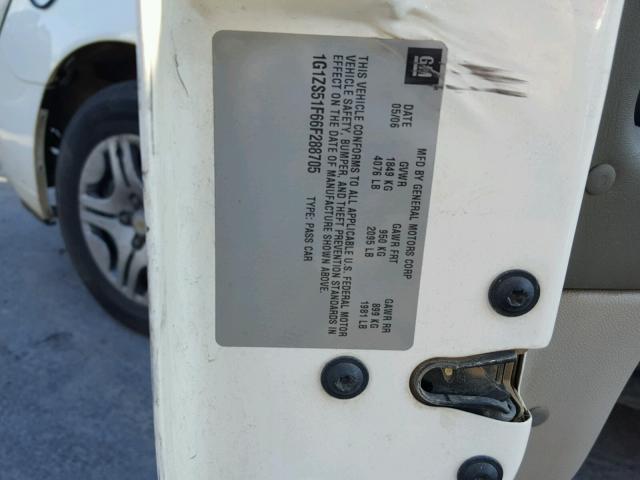 GM
MFD BY GENERAL MOTORS CORP
DATE GVWR GAWR FRT GAWR RR
05/06 1849 KG 950 KG 899 KG
4076 LB 2095 LB 1981 LB
THIS VEHICLE CONFORMS TO ALL APPLICABLE U.S. FEDERAL MOTOR
VEHICLE SAFETY, BUMPER, AND THEFT PREVENTION STANDARDS IN
EFFECT ON THE DATE OF MANUFACTURE SHOWN ABOVE.
1G1ZS51F66F288705 TYPE: PASS CAR